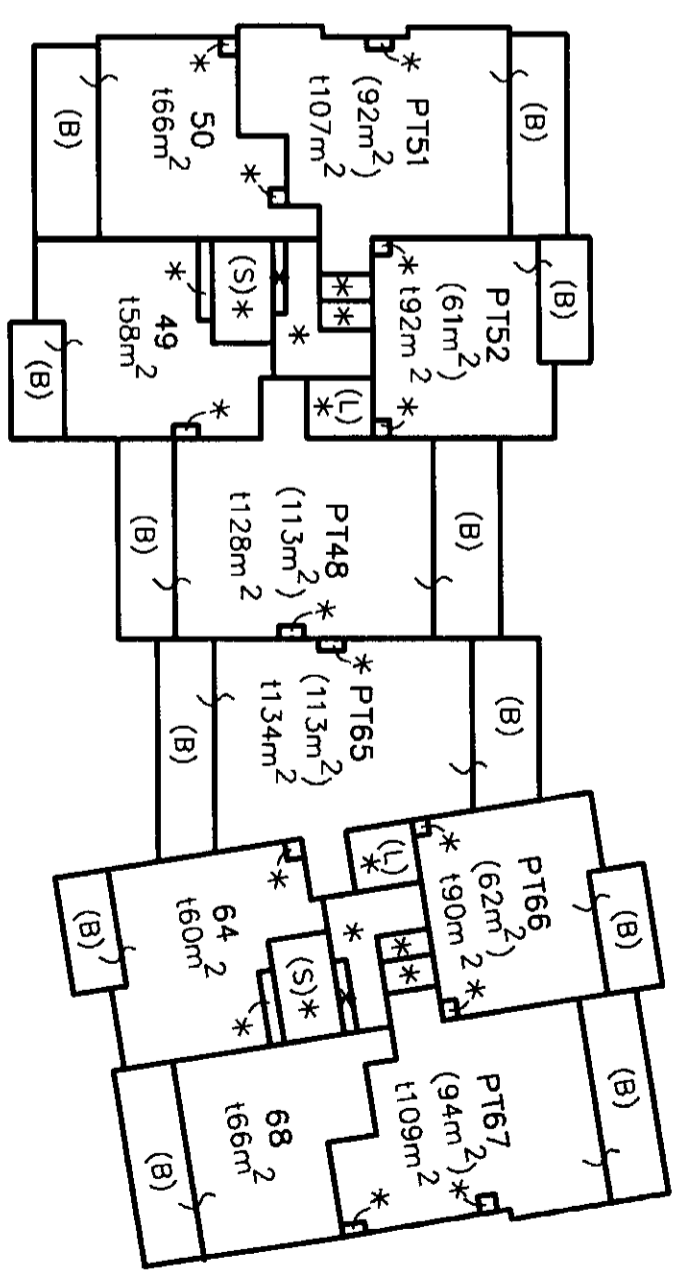 (B)
PT51
(92m²)
t107m²
*
50
t66m²
*
*
(B)
(B)
PT52
(61m²)
t92m²
*
*
*
*
(L)
*
*
(S)*
*
*
49
t58m²
*
(B)
(B)
PT48
(113m²)
t128m²
*
(B)
(B)
PT65
(113m²)
t134m²
*
(B)
(B)
PT66
(62m²)
t90m²
*
*
(L)
*
*
*
*
*
(S)*
*
64
t60m²
*
(B)
(B)
PT67
(94m²)
t109m²
*
*
68
t66m²
(B)